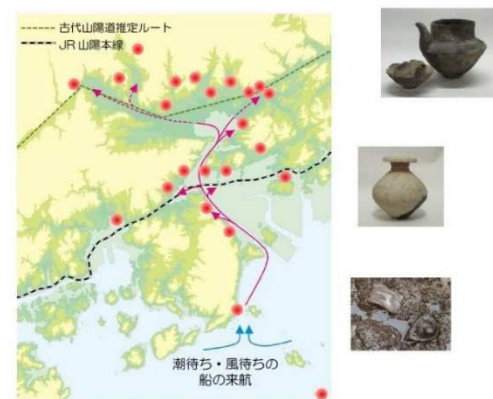 古代山陽道推定ルート
JR山陽本線
潮待ち・風待ちの
船の来航